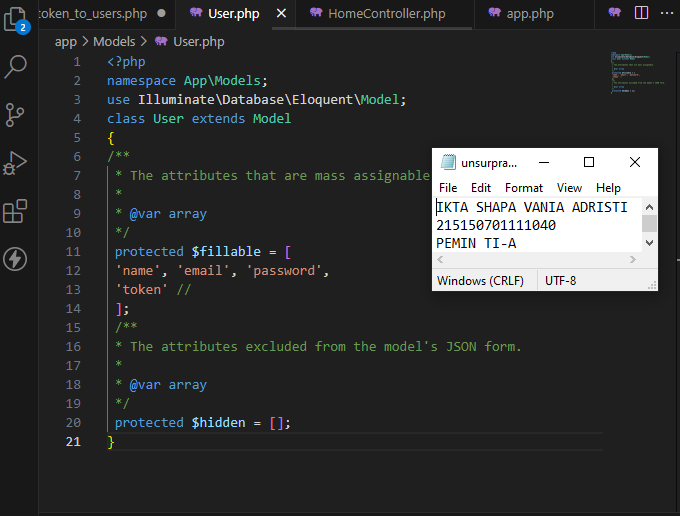 token_to_users.php
User.php
HomeController.php
app.php
2
app > Models > User.php
1 <?php
2 namespace App\Models;
3 use Illuminate\Database\Eloquent\Model;
4 class User extends Model
5 {
6 /**
7 * The attributes that are mass assignable
8 *
9 * @var array
10 */
11 protected $fillable = [
12 'name', 'email', 'password',
13 'token' //
14 ];
15 /**
16 * The attributes excluded from the model's JSON form.
17 *
18 * @var array
19 */
20 protected $hidden = [];
21 }
unsurpra...
File Edit Format View Help
IKTA SHAPA VANIA ADRISTI
215150701111040
PEMIN TI-A
Windows (CRLF) UTF-8